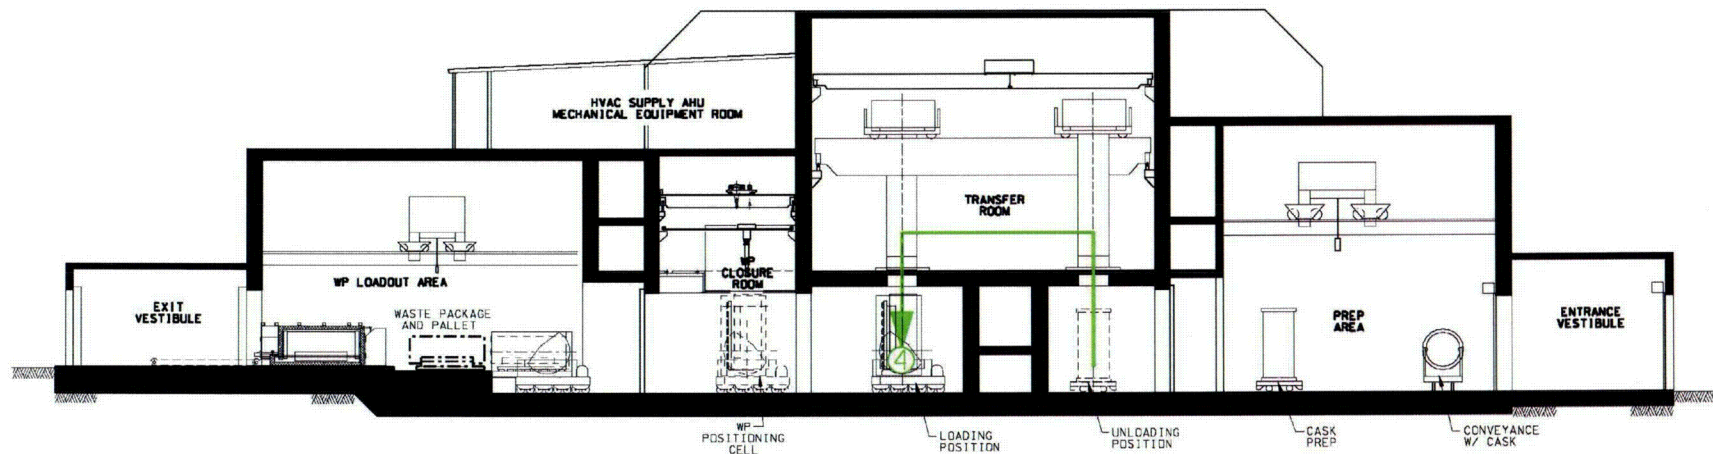 HVAC SUPPLY AHU
MECHANICAL EQUIPMENT ROOM
TRANSFER
ROOM
WP LOADOUT AREA
WP
CLOSURE
ROOM
EXIT
VESTIBULE
WASTE PACKAGE
AND PALLET
PREP
AREA
ENTRANCE
VESTIBULE
4
WP
POSITIONING
CELL
LOADING
POSITION
UNLOADING
POSITION
CASK
PREP
CONVEYANCE
W/ CASK